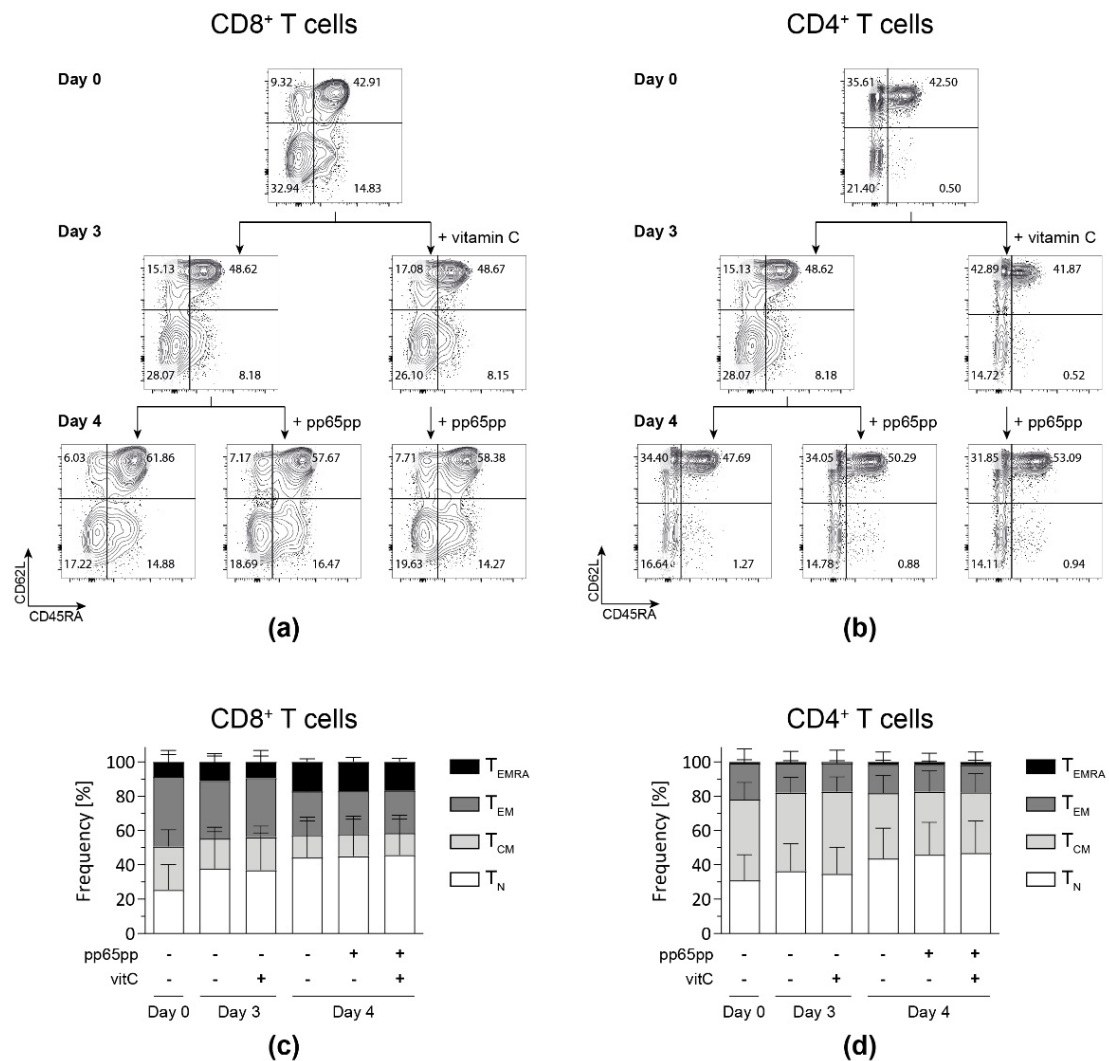 CD8+ T cells
Day 0
9.32 42.91
32.94 14.83
Day 3
+ vitamin C
15.13 48.62
28.07 8.18
17.08 48.67
26.10 8.15
Day 4
+ pp65pp
+ pp65pp
6.03 61.86
17.22 14.88
7.17 57.67
18.69 16.47
7.71 58.38
19.63 14.27
CD62L
CD45RA
(a)
CD4+ T cells
Day 0
35.61 42.50
21.40 0.50
Day 3
+ vitamin C
15.13 48.62
28.07 8.18
42.89 41.87
14.72 0.52
Day 4
+ pp65pp
+ pp65pp
34.40 47.69
16.64 1.27
34.05 50.29
14.78 0.88
31.85 53.09
14.11 0.94
CD62L
CD45RA
(b)
CD8+ T cells
Frequency [%]
100
80
60
40
20
0
TEMRA
TEM
TCM
TN
pp65pp - - - - + +
vitC - - + - - +
Day 0 Day 3 Day 4
(c)
CD4+ T cells
Frequency [%]
100
80
60
40
20
0
TEMRA
TEM
TCM
TN
pp65pp - - - - + +
vitC - - + - - +
Day 0 Day 3 Day 4
(d)